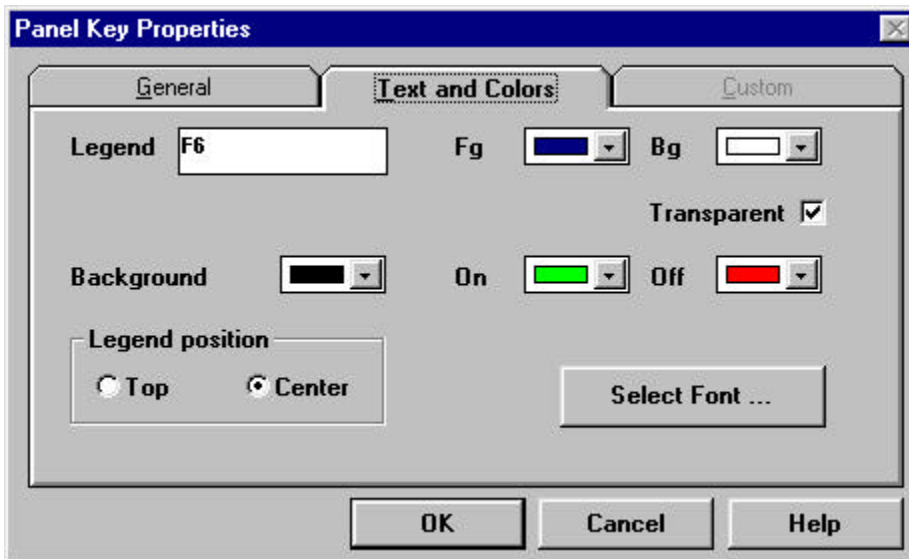 Panel Key Properties
General Text and Colors Custom
Legend F6 Fg Bg
Transparent
Background On Off
Legend position
Top Center
Select Font ...
OK Cancel Help